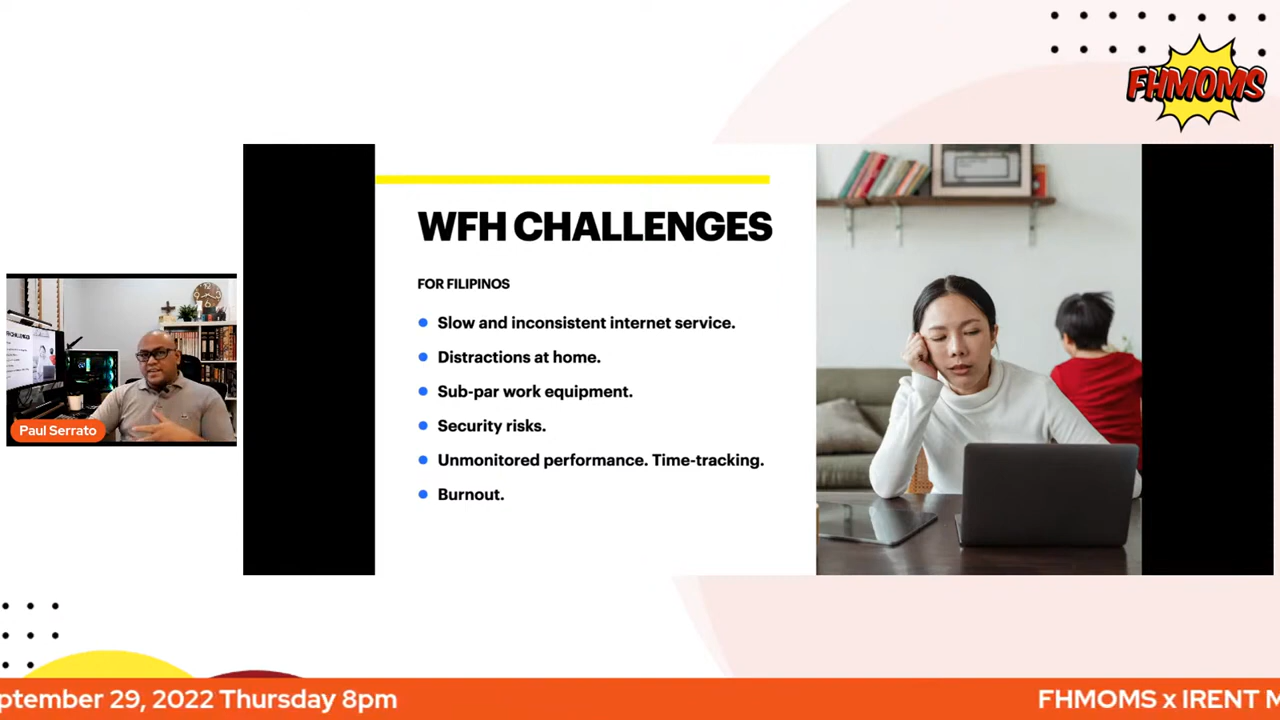 FHMOMS
WFH CHALLENGES
FOR FILIPINOS
Slow and inconsistent internet service.
Distractions at home.
Sub-par work equipment.
Security risks.
Unmonitored performance. Time-tracking.
Burnout.
Paul Serrato
ptember 29, 2022 Thursday 8pm
FHMOMS x IRENT M